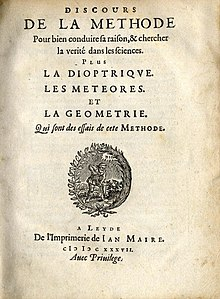 DISCOURS
DE LA METHODE
Pour bien conduire sa raison, & chercher
la verité dans les sciences.
PLUS
LA DIOPTRIQVE.
LES METEORES.
ET
LA GEOMETRIE.
Qui sont des essais de cete METHODE.
A LEYDE
De l'Imprimerie de IAN MAIRE.
CIↃ IↃ C XXXVII.
Auec Priuilege.